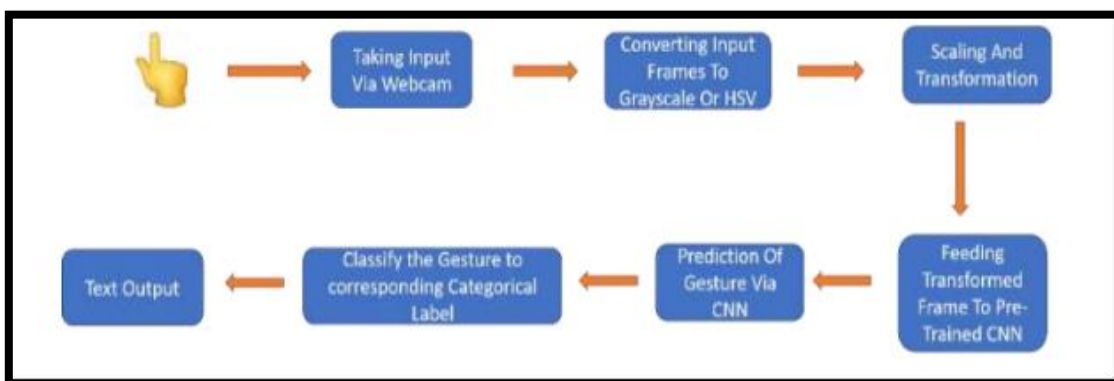 Taking Input
Via Webcam
Converting Input
Frames To
Grayscale Or HSV
Scaling And
Transformation
Feeding
Transformed
Frame To Pre-
Trained CNN
Prediction Of
Gesture Via
CNN
Classify the Gesture to
corresponding Categorical
Label
Text Output